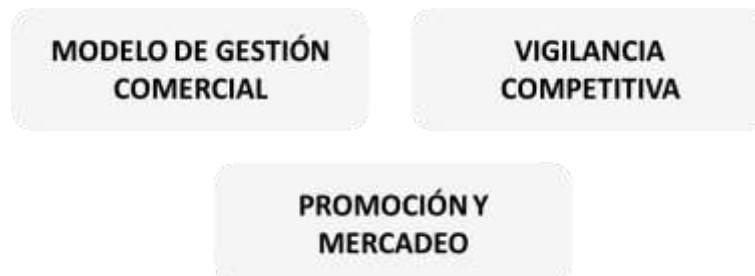 MODELO DE GESTIÓN
COMERCIAL
VIGILANCIA
COMPETITIVA
PROMOCIÓN Y
MERCADEO